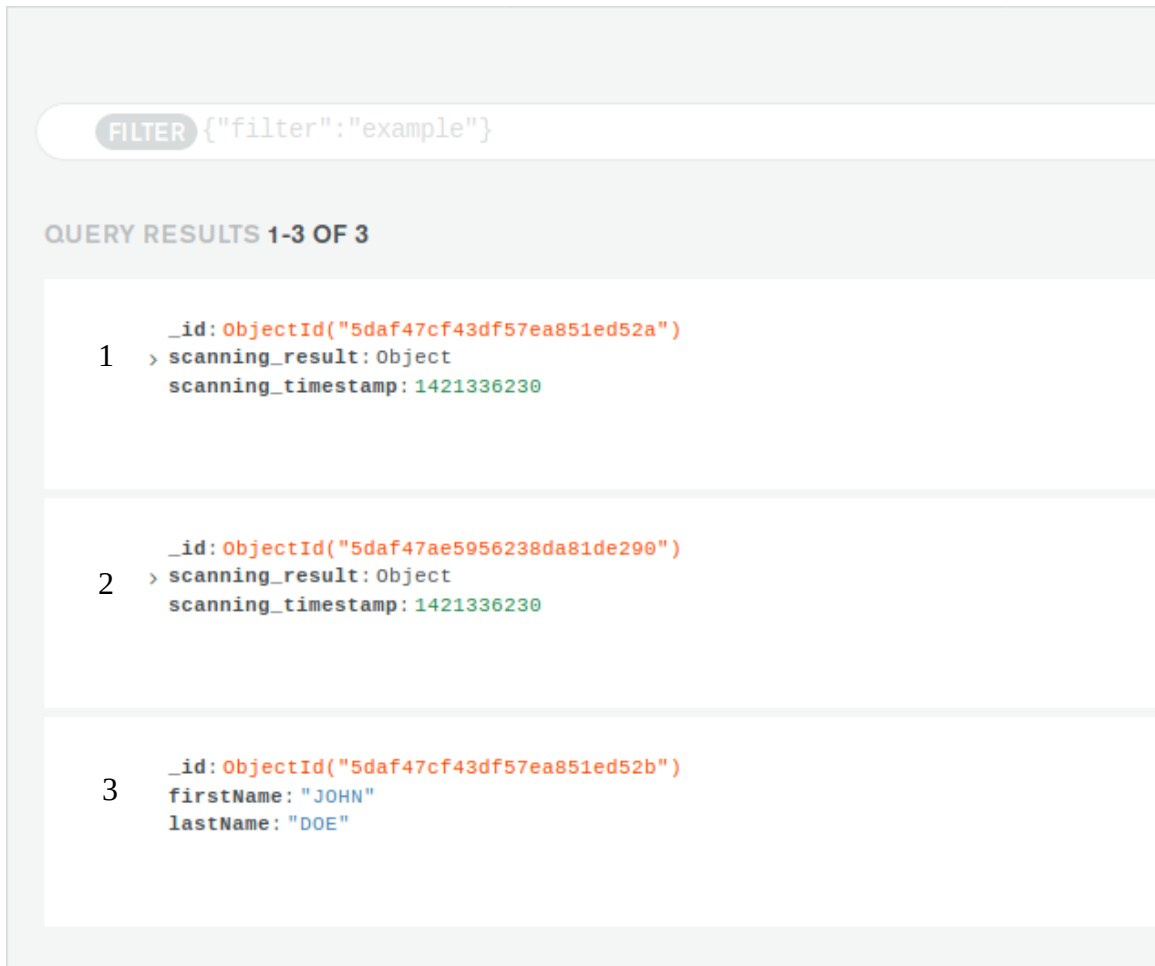 FILTER {"filter":"example"}
QUERY RESULTS 1-3 OF 3
_id: ObjectId("5daf47cf43df57ea851ed52a")
1 > scanning_result: Object
scanning_timestamp: 1421336230
_id: ObjectId("5daf47ae5956238da81de290")
2 > scanning_result: Object
scanning_timestamp: 1421336230
_id: ObjectId("5daf47cf43df57ea851ed52b")
3 firstName: "JOHN"
lastName: "DOE"